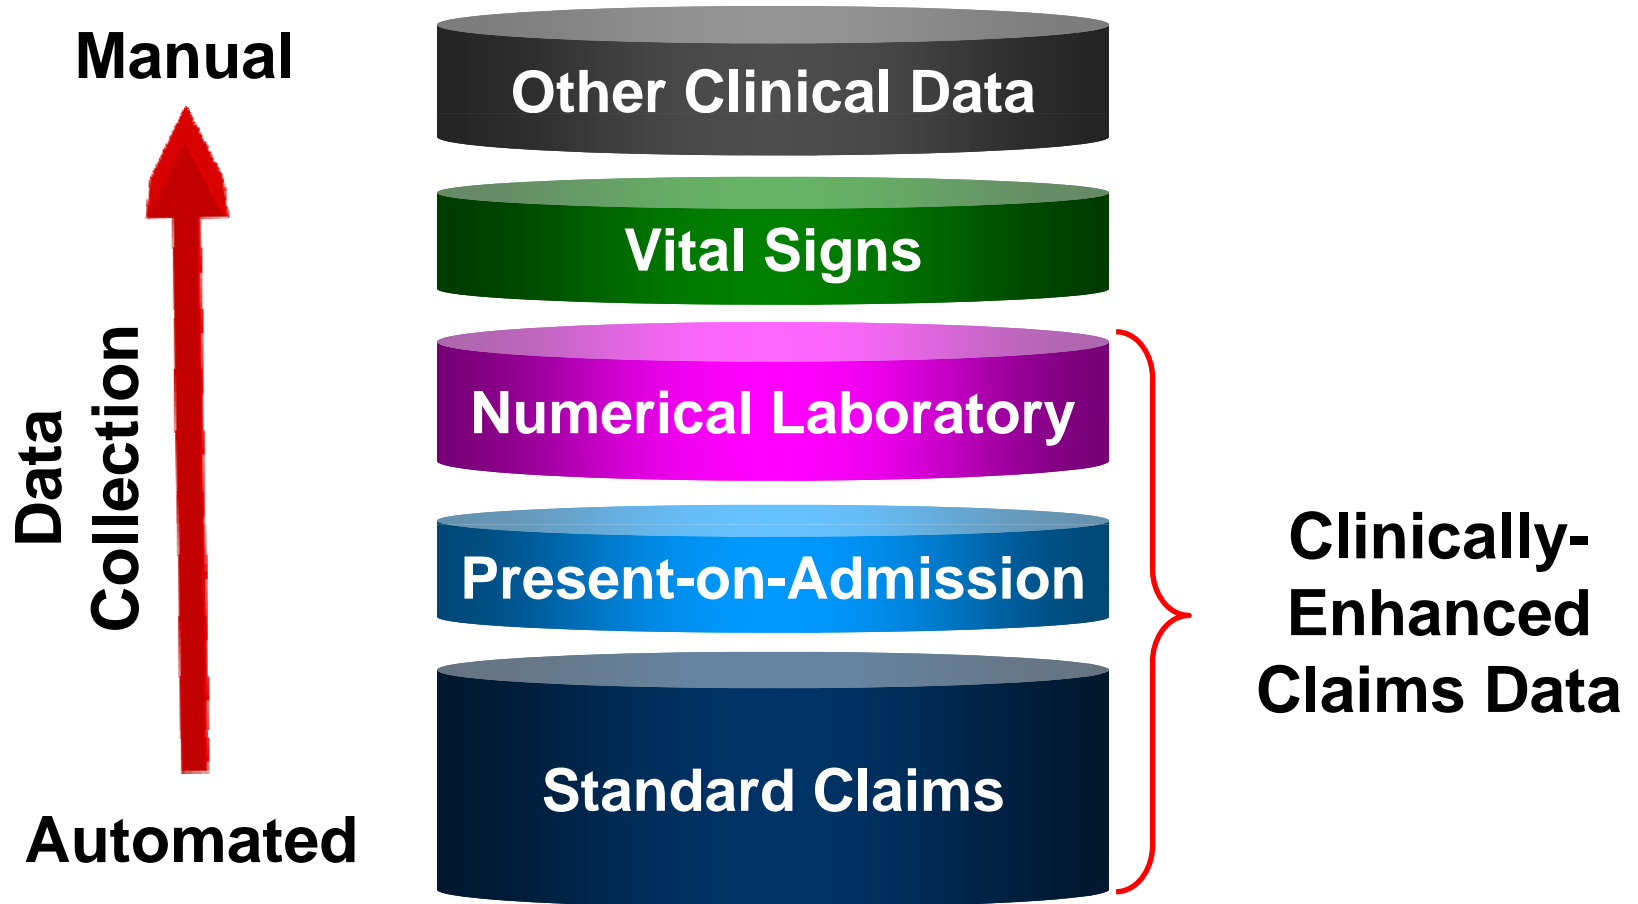 Manual
Data
Collection
Automated
Other Clinical Data
Vital Signs
Numerical Laboratory
Present-on-Admission
Standard Claims
Clinically-
Enhanced
Claims Data